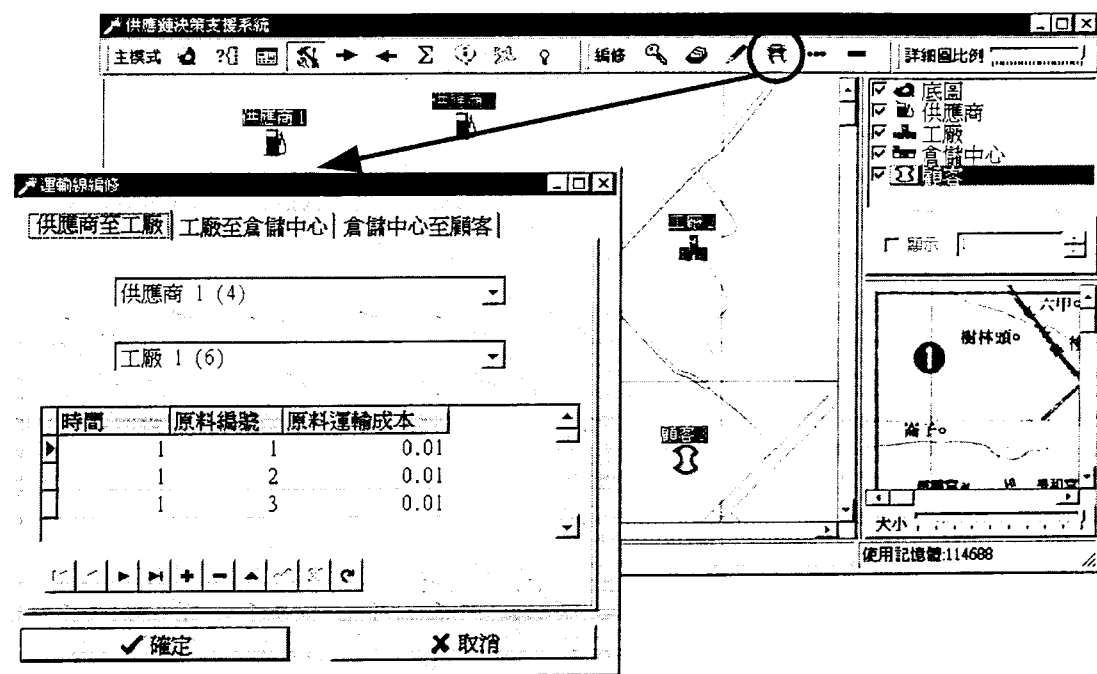 供應鏈決策支援系統
主模式
編修
詳細圖比例
供應商 1
底圖
供應商
工廠
倉儲中心
顧客
顯示
運輸線編修
供應商至工廠 工廠至倉儲中心 倉儲中心至顧客
供應商 1 (4)
工廠 1 (6)
時間 原料編號 原料運輸成本
1 1 0.01
1 2 0.01
1 3 0.01
確定 取消
工廠
顧客
六甲
樹林頭
1
大小
使用記憶體:114688